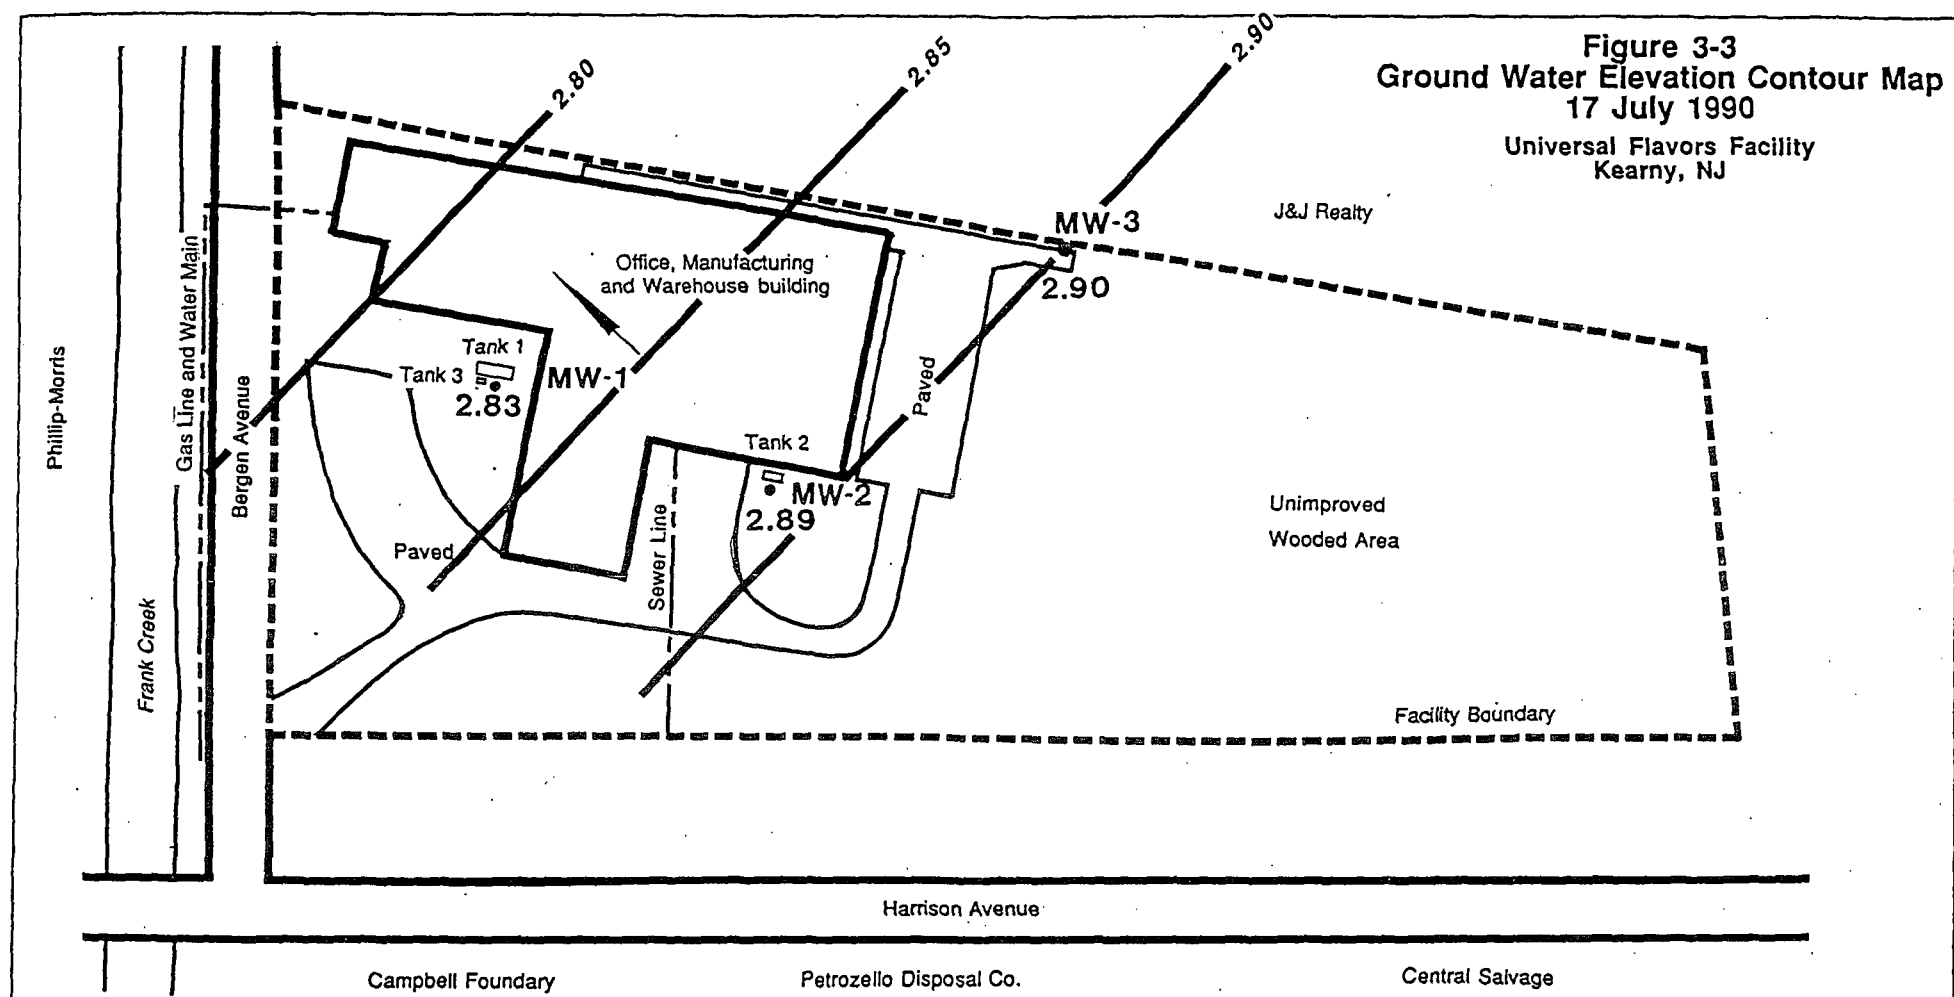 Figure 3-3
Ground Water Elevation Contour Map
17 July 1990
Universal Flavors Facility
Kearny, NJ
2.80
2.85
2.90
J&J Realty
MW-3
2.90
Office, Manufacturing
and Warehouse building
Tank 1
Tank 3
MW-1
2.83
Paved
Tank 2
MW-2
2.89
Paved
Sewer Line
Phillip-Morris
Gas Line and Water Main
Bergen Avenue
Frank Creek
Unimproved
Wooded Area
Facility Boundary
Harrison Avenue
Campbell Foundary
Petrozello Disposal Co.
Central Salvage